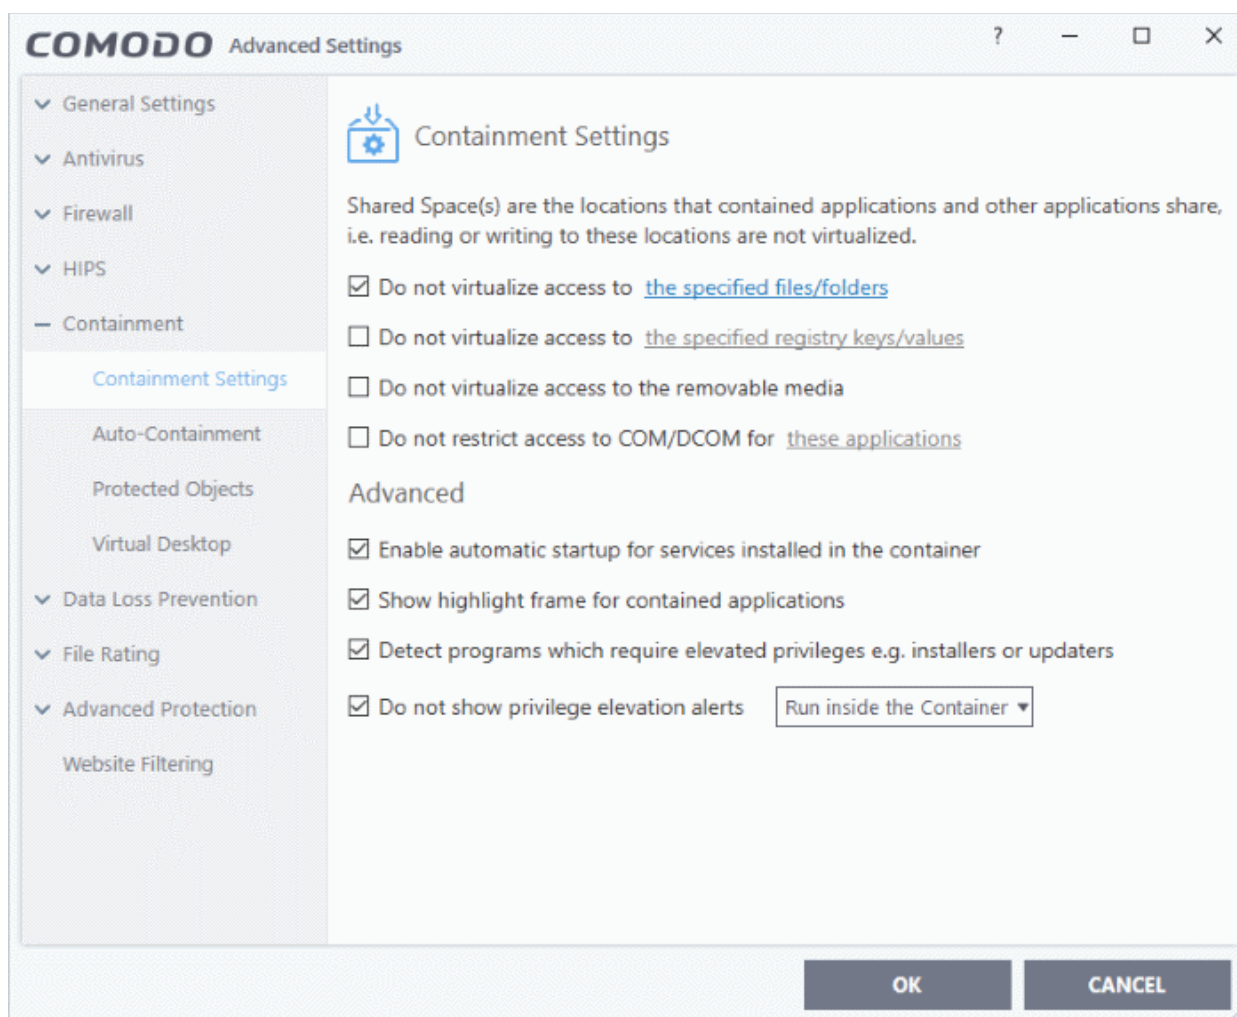 COMODO Advanced Settings ?
General Settings
Antivirus
Firewall
HIPS
Containment
Containment Settings
Auto-Containment
Protected Objects
Virtual Desktop
Data Loss Prevention
File Rating
Advanced Protection
Website Filtering
Containment Settings
Shared Space(s) are the locations that contained applications and other applications share,
i.e. reading or writing to these locations are not virtualized.
Do not virtualize access to the specified files/folders
Do not virtualize access to the specified registry keys/values
Do not virtualize access to the removable media
Do not restrict access to COM/DCOM for these applications
Advanced
Enable automatic startup for services installed in the container
Show highlight frame for contained applications
Detect programs which require elevated privileges e.g. installers or updaters
Do not show privilege elevation alerts Run inside the Container
OK CANCEL